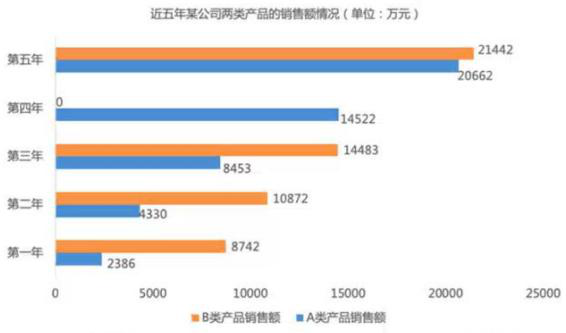 近五年某公司两类产品的销售额情况（单位：万元）
第五年
21442
20662
第四年
0
14522
第三年
14483
8453
第二年
10872
4330
第一年
8742
2386
0 5000 10000 15000 20000 25000
B类产品销售额 A类产品销售额